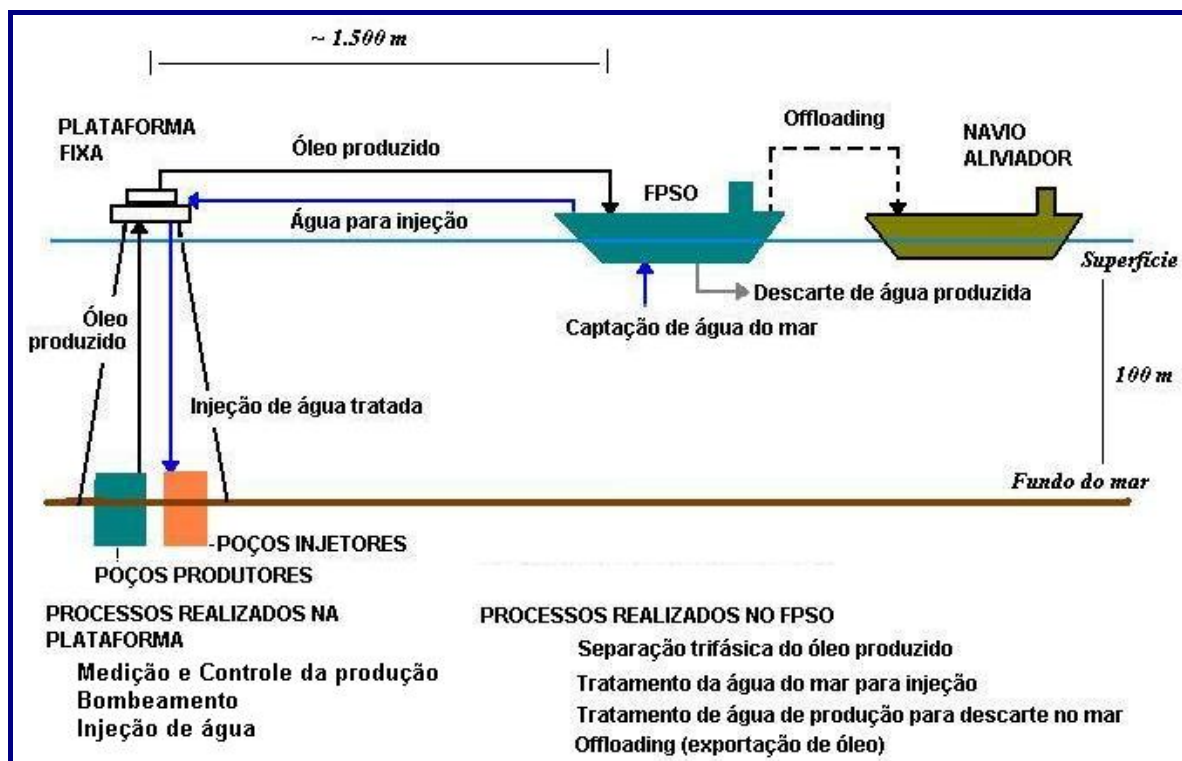 ~ 1.500 m
PLATAFORMA
FIXA
Óleo produzido
Offloading
NAVIO
ALIVIADOR
FPSO
Água para injeção
Superfície
Descarte de água produzida
Captação de água do mar
Óleo
produzido
100 m
Injeção de água tratada
Fundo do mar
POÇOS INJETORES
POÇOS PRODUTORES
PROCESSOS REALIZADOS NA
PLATAFORMA
Medição e Controle da produção
Bombeamento
Injeção de água
PROCESSOS REALIZADOS NO FPSO
Separação trifásica do óleo produzido
Tratamento da água do mar para injeção
Tratamento de água de produção para descarte no mar
Offloading (exportação de óleo)